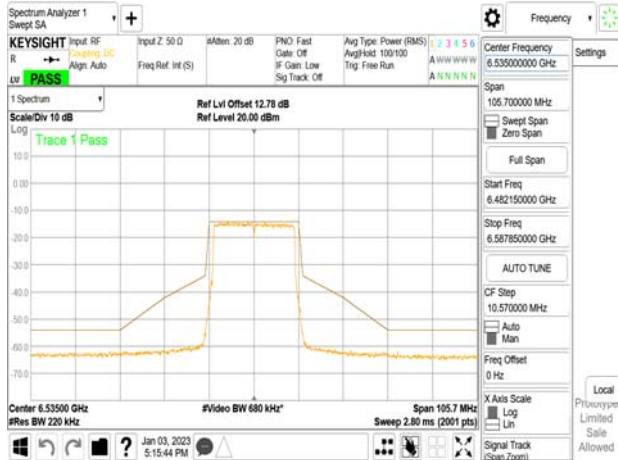 Spectrum Analyzer 1
Swept SA
+
Frequency
KEYSIGHT
R
LV PASS
Input: RF
Coupling: DC
Align: Auto
Input Z: 50 Ω
Freq Ref: Int (S)
#Atten: 20 dB
PNO: Fast
Gate: Off
IF Gain: Low
Sig Track: Off
Avg Type: Power (RMS)
Avg|Hold: 100/100
Trig: Free Run
1 2 3 4 5 6
A W W W W W
A N N N N N
1 Spectrum
Scale/Div 10 dB
Ref Lvl Offset 12.78 dB
Ref Level 20.00 dBm
Log
Trace 1 Pass
10.0
0.00
-10.0
-20.0
-30.0
-40.0
-50.0
-60.0
-70.0
Center 6.53500 GHz
#Res BW 220 kHz
#Video BW 680 kHz*
Span 105.7 MHz
Sweep 2.80 ms (2001 pts)
?
Jan 03, 2023
5:15:44 PM
Center Frequency
6.535000000 GHz
Settings
Span
105.700000 MHz
Swept Span
Zero Span
Full Span
Start Freq
6.482150000 GHz
Stop Freq
6.587850000 GHz
AUTO TUNE
CF Step
10.570000 MHz
Auto
Man
Freq Offset
0 Hz
X Axis Scale
Log
Lin
Signal Track
(Span Zoom)
Local
Prototype
Limited
Sale
Allowed